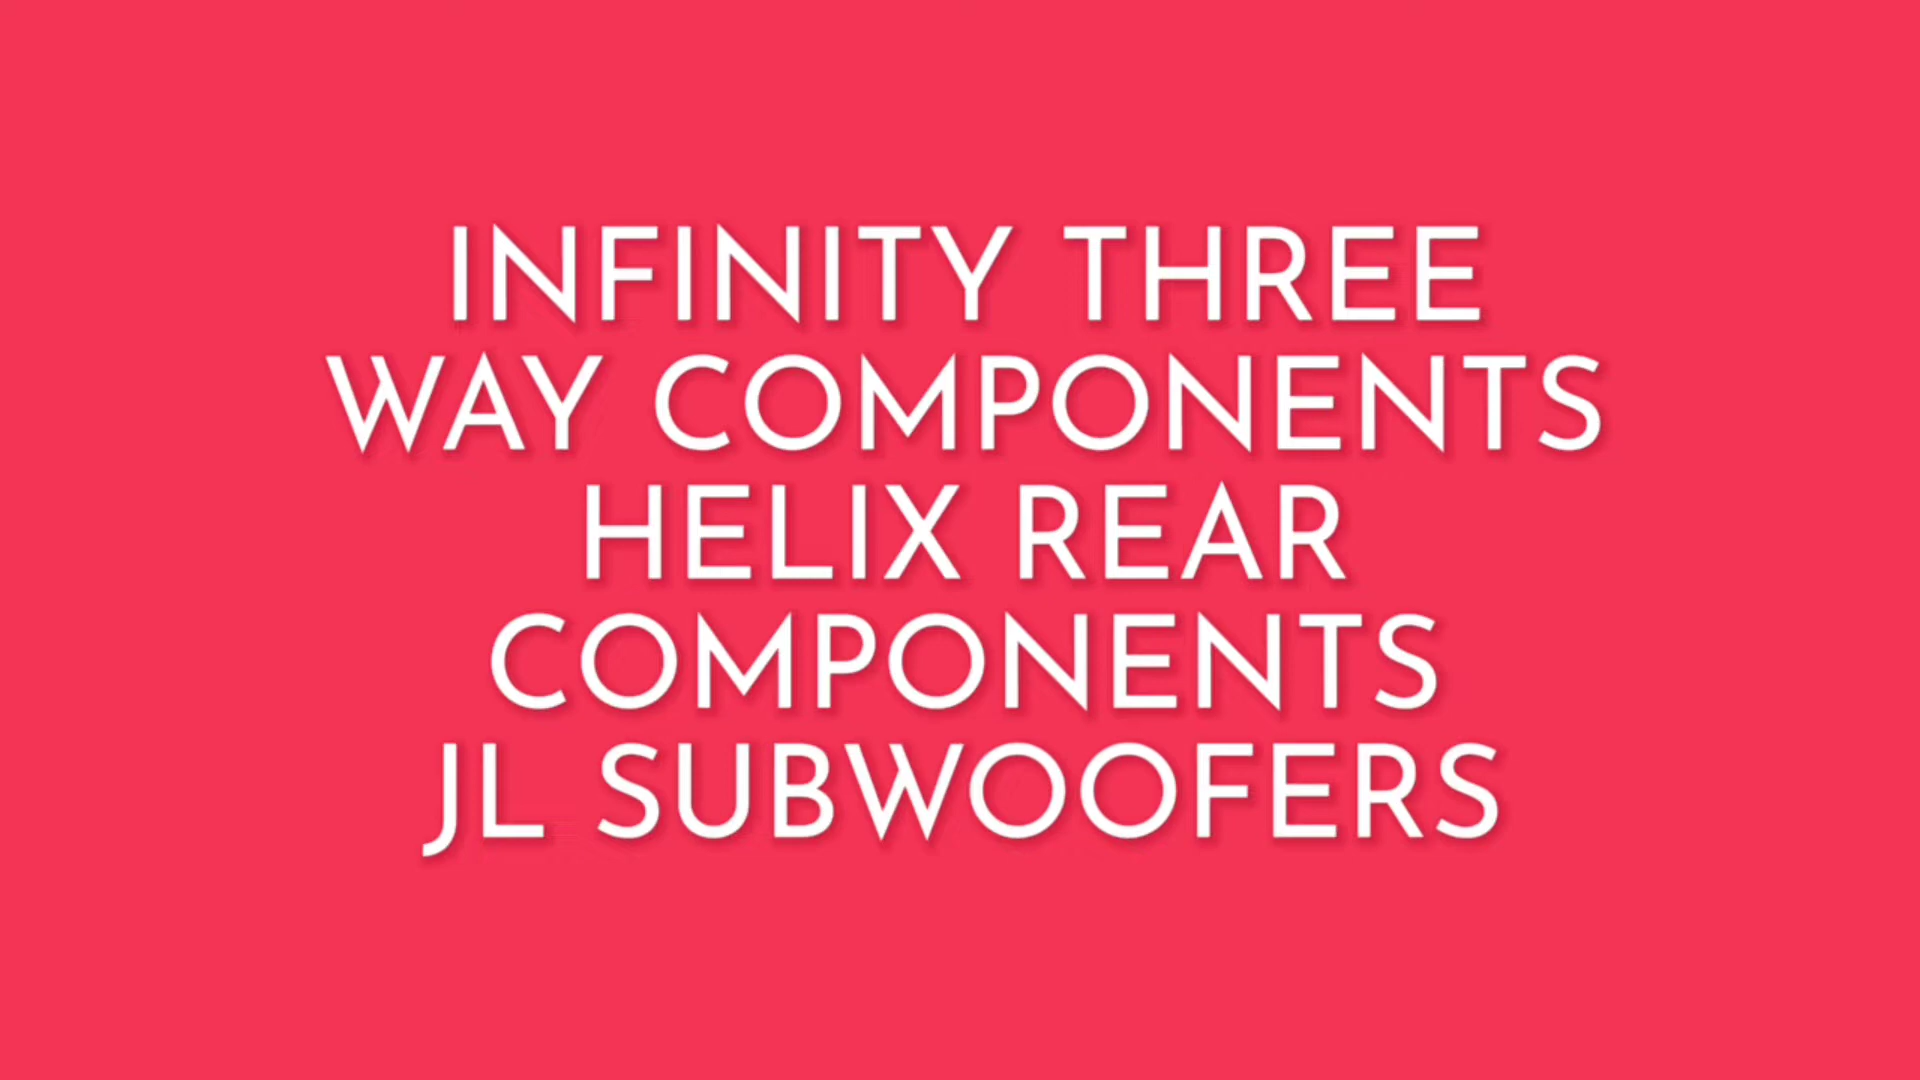 INFINITY THREE
WAY COMPONENTS
HELIX REAR
COMPONENTS
JL SUBWOOFERS